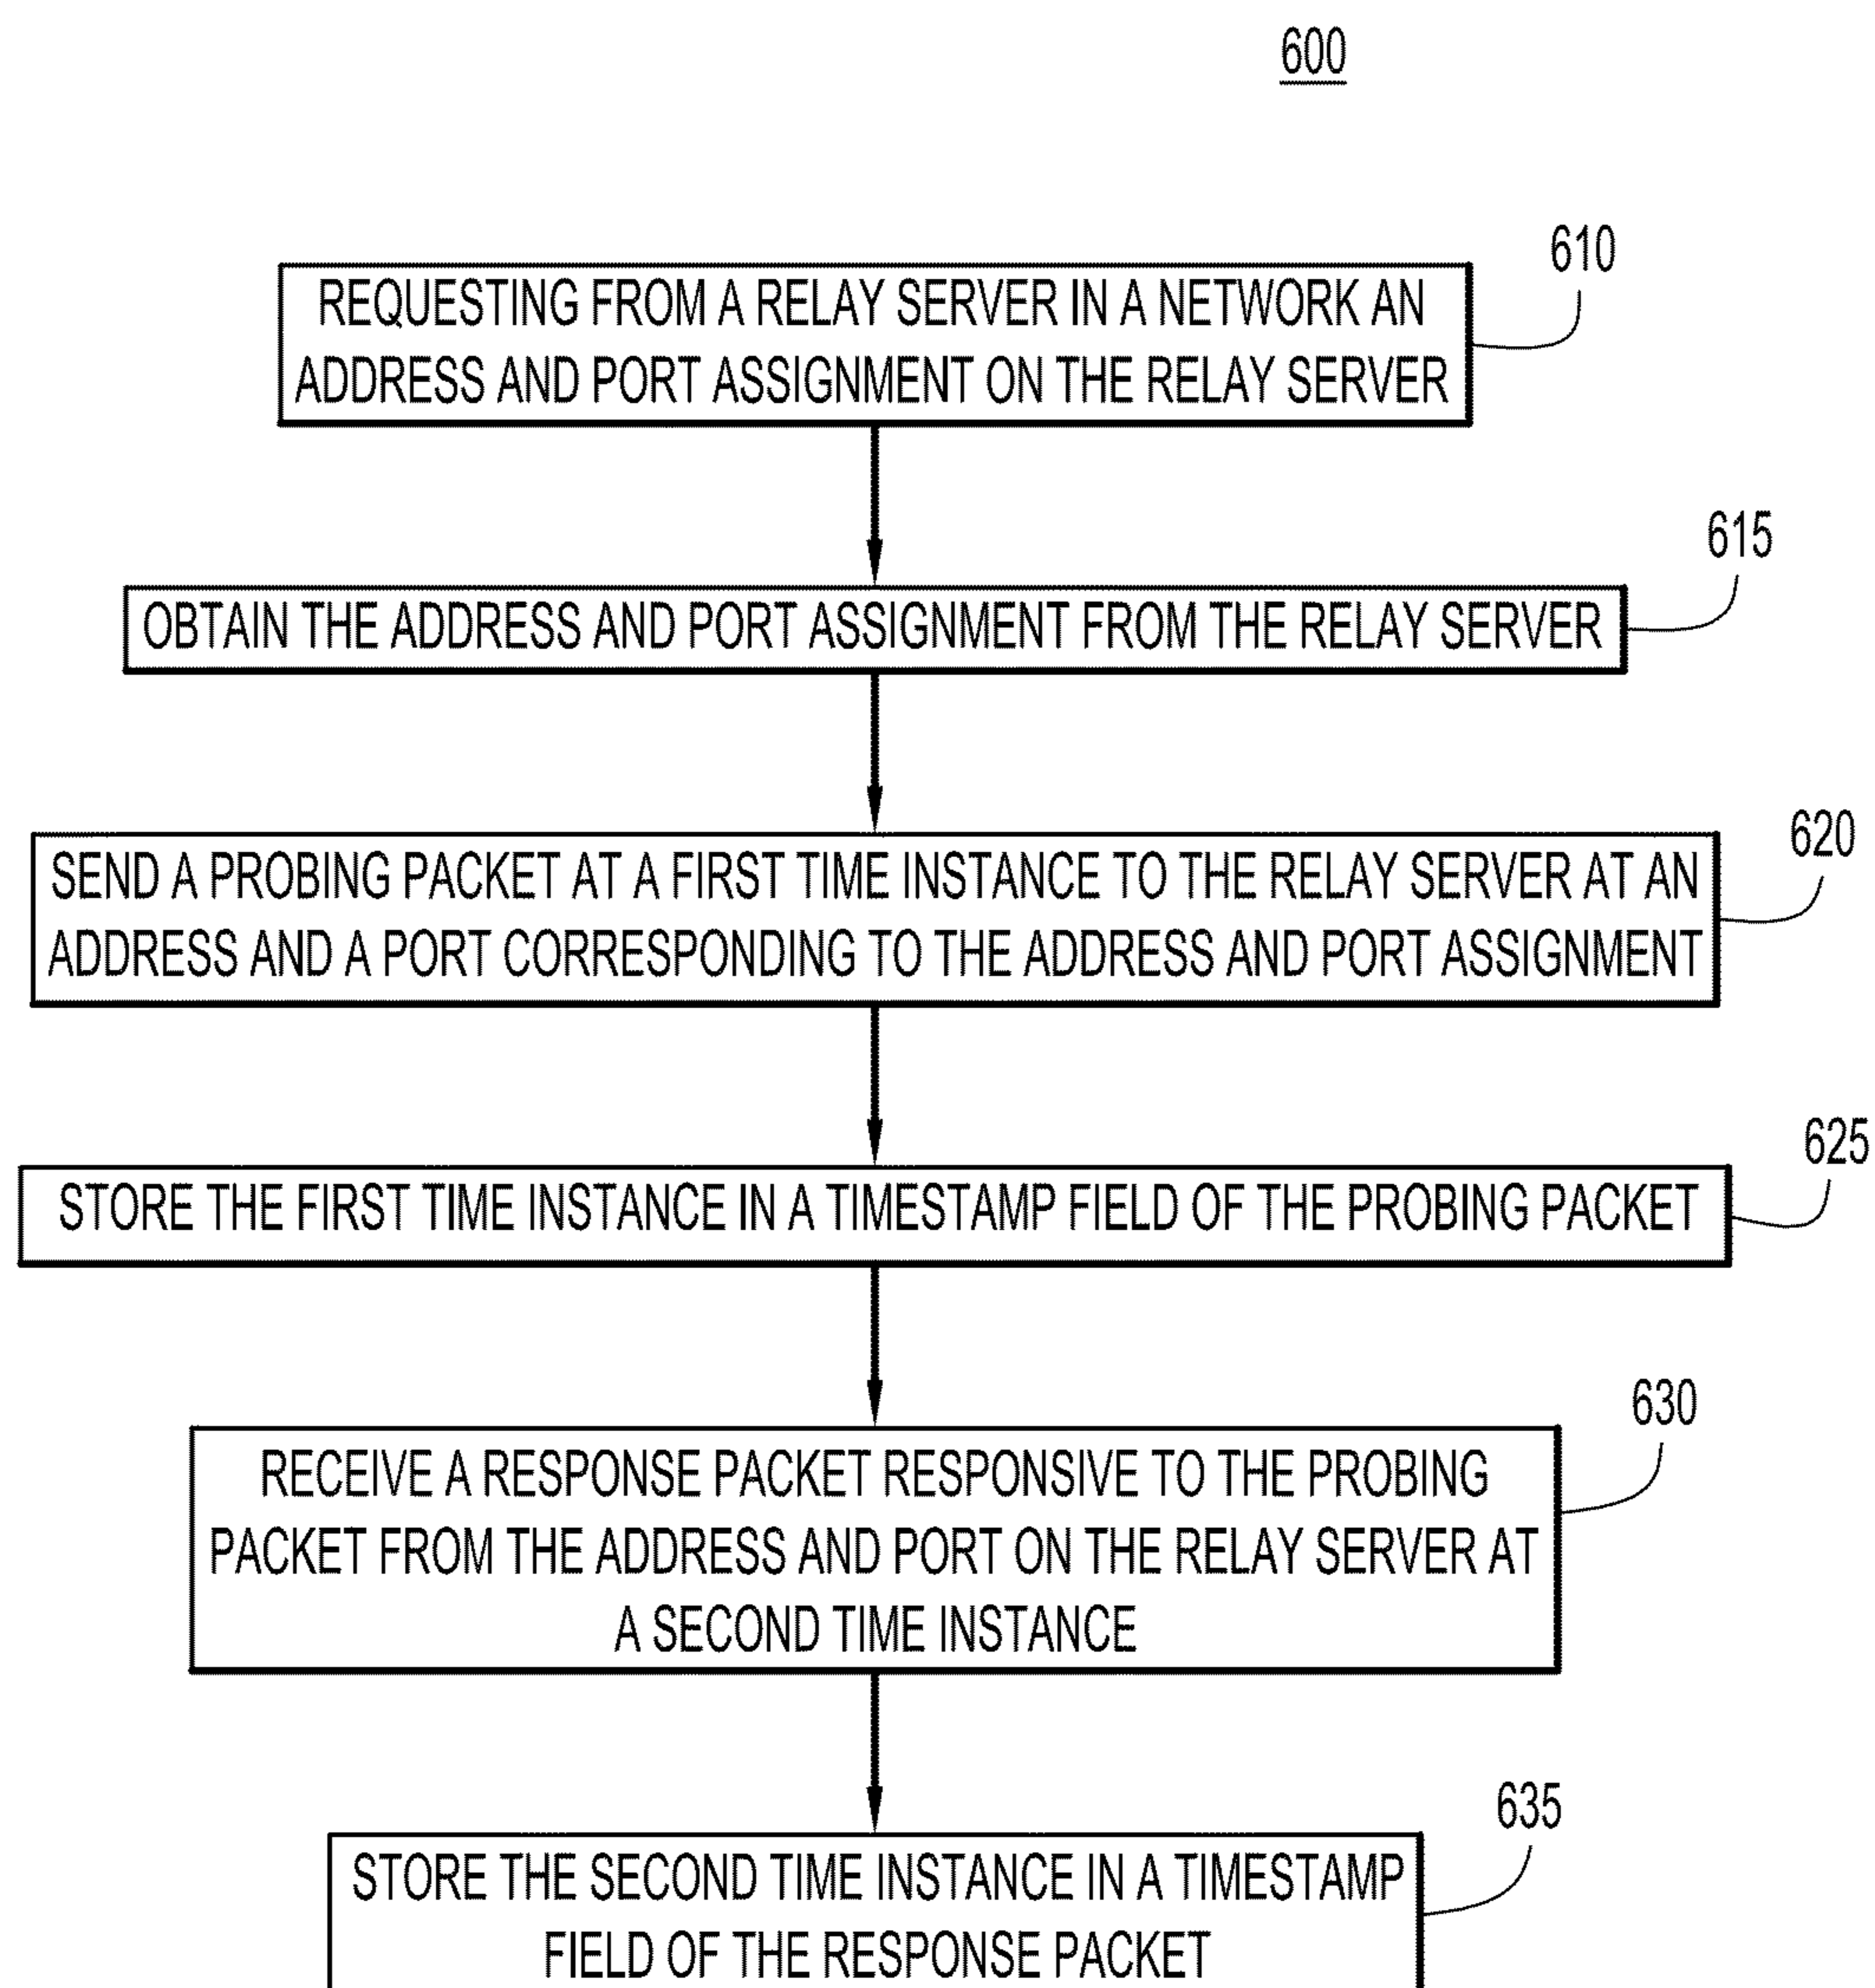 600
610
REQUESTING FROM A RELAY SERVER IN A NETWORK AN
ADDRESS AND PORT ASSIGNMENT ON THE RELAY SERVER
615
OBTAIN THE ADDRESS AND PORT ASSIGNMENT FROM THE RELAY SERVER
620
SEND A PROBING PACKET AT A FIRST TIME INSTANCE TO THE RELAY SERVER AT AN
ADDRESS AND A PORT CORRESPONDING TO THE ADDRESS AND PORT ASSIGNMENT
625
STORE THE FIRST TIME INSTANCE IN A TIMESTAMP FIELD OF THE PROBING PACKET
630
RECEIVE A RESPONSE PACKET RESPONSIVE TO THE PROBING
PACKET FROM THE ADDRESS AND PORT ON THE RELAY SERVER AT
A SECOND TIME INSTANCE
635
STORE THE SECOND TIME INSTANCE IN A TIMESTAMP
FIELD OF THE RESPONSE PACKET